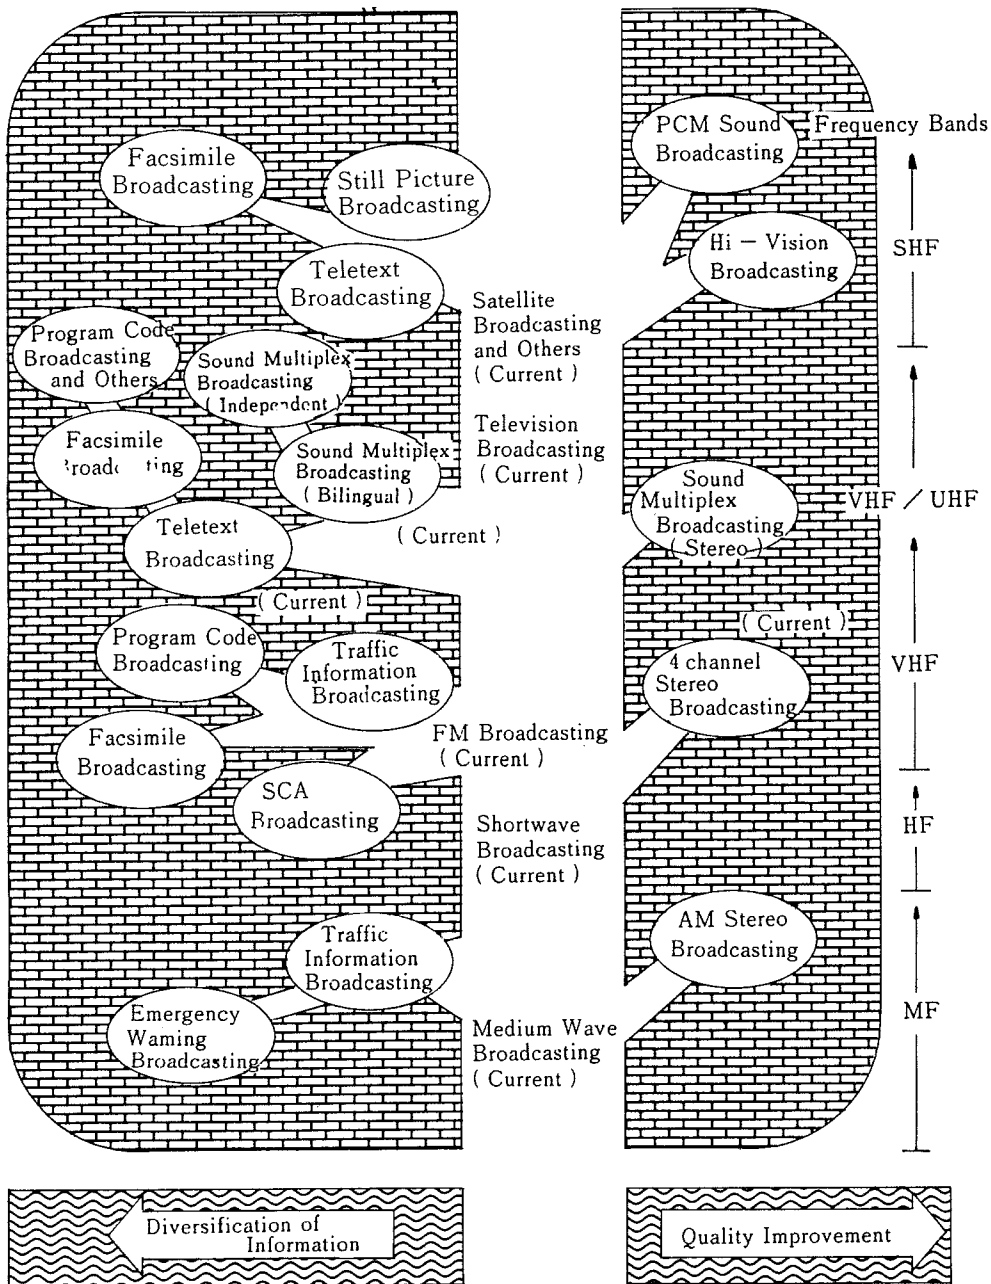 PCM Sound
Broadcasting
Frequency Bands
Facsimile
Broadcasting
Still Picture
Broadcasting
Hi – Vision
Broadcasting
SHF
Teletext
Broadcasting
Satellite
Broadcasting
and Others
( Current )
Program Code
Broadcasting
and Others
Sound Multiplex
Broadcasting
( Independent )
Television
Broadcasting
( Current )
Facsimile
Sound Multiplex
Broadcasting
( Bilingual )
Sound
Multiplex
Broadcasting
( Stereo )
VHF / UHF
Teletext
Broadcasting
( Current )
( Current )
( Current )
Program Code
Broadcasting
Traffic
Information
Broadcasting
4 channel
Stereo
Broadcasting
VHF
Facsimile
Broadcasting
FM Broadcasting
( Current )
SCA
Broadcasting
Shortwave
Broadcasting
( Current )
HF
Traffic
Information
Broadcasting
AM Stereo
Broadcasting
Emergency
Waming
Broadcasting
Medium Wave
Broadcasting
( Current )
MF
Diversification of
Information
Quality Improvement